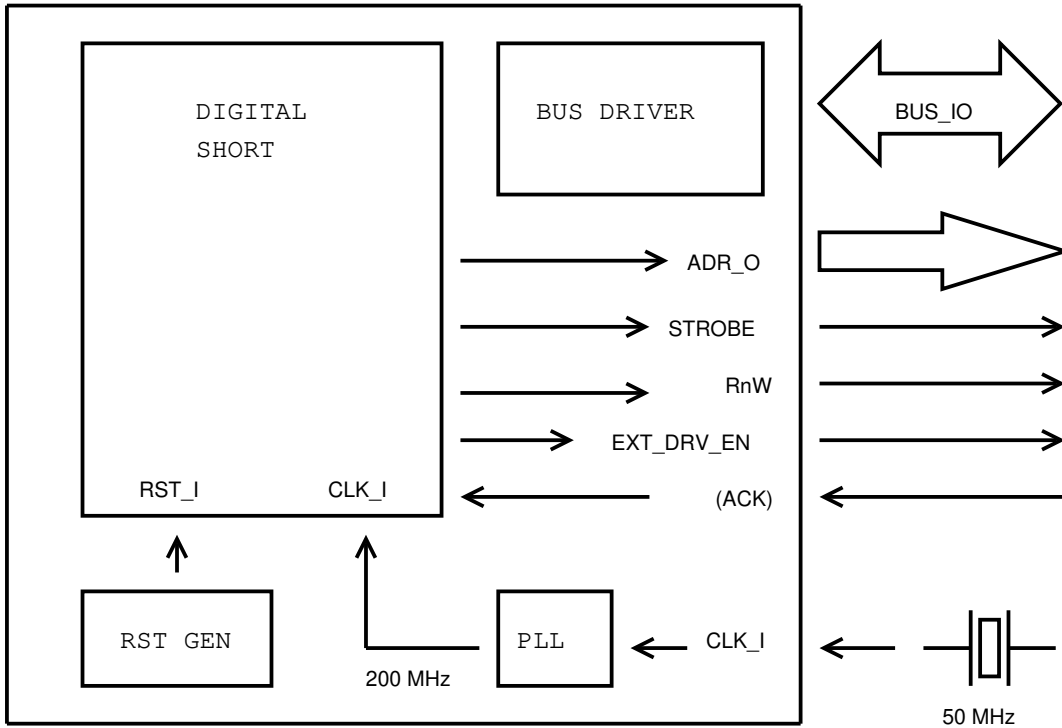 DIGITAL
SHORT
BUS DRIVER
BUS_IO
ADR_O
STROBE
RnW
EXT_DRV_EN
RST_I
CLK_I
(ACK)
RST GEN
PLL
CLK_I
200 MHz
50 MHz